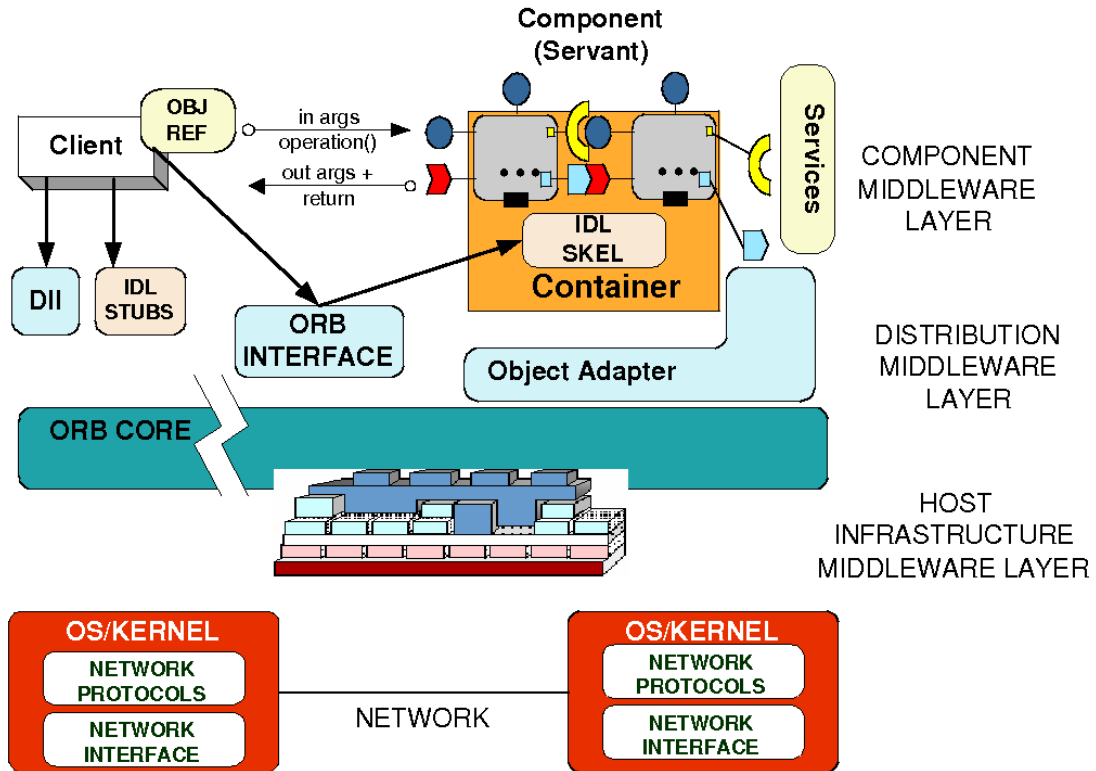 Component
(Servant)
OBJ
REF
Client
in args
operation()
out args +
return
Services
COMPONENT
MIDDLEWARE
LAYER
IDL
SKEL
Container
DII
IDL
STUBS
ORB
INTERFACE
Object Adapter
DISTRIBUTION
MIDDLEWARE
LAYER
ORB CORE
HOST
INFRASTRUCTURE
MIDDLEWARE LAYER
OS/KERNEL
NETWORK
PROTOCOLS
NETWORK
INTERFACE
NETWORK
OS/KERNEL
NETWORK
PROTOCOLS
NETWORK
INTERFACE